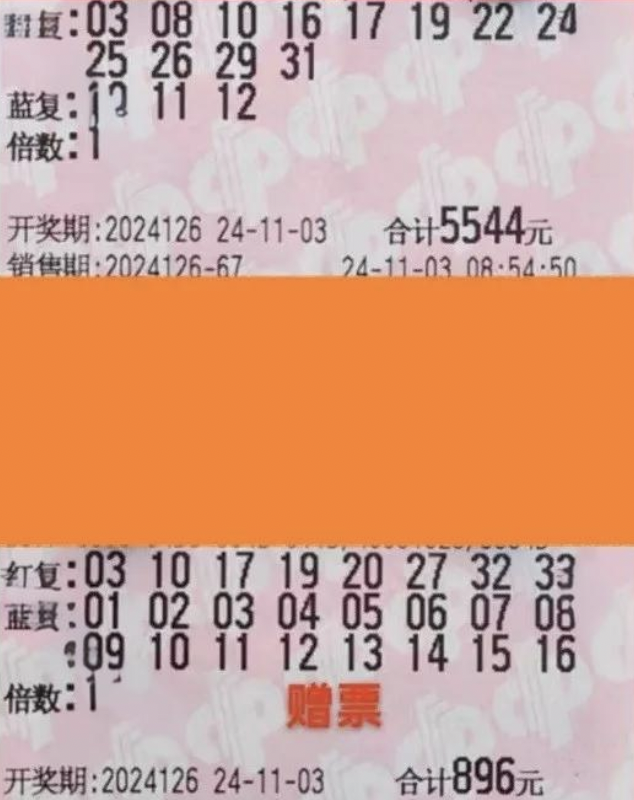 复:03 08 10 16 17 19 22 24
25 26 29 31
蓝复:10 11 12
倍数:1
开奖期:2024126 24-11-03 合计5544元
销售期:2024126-67 24-11-03 08:54:50
红复:03 10 17 19 20 27 32 33
蓝复:01 02 03 04 05 06 07 08
09 10 11 12 13 14 15 16
倍数:1
赠票
开奖期:2024126 24-11-03 合计896元